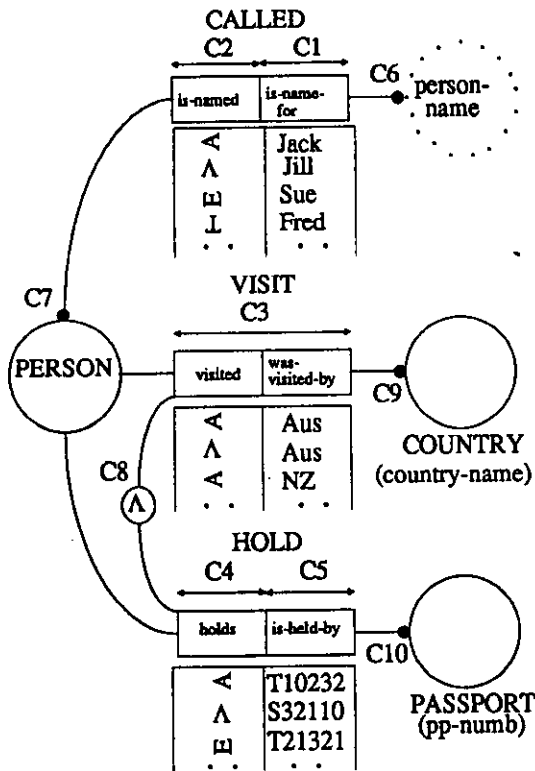 CALLED
C2 C1
C6
is-named is-name-for
person-name
∀ Jack
Λ Jill
E Sue
⊥ Fred
. . . .
C7
VISIT
C3
PERSON
visited was-visited-by
C9
∀ Aus
Λ Aus
∀ NZ
. . . .
COUNTRY
(country-name)
C8
Λ
HOLD
C4 C5
holds is-held-by
C10
∀ T10232
Λ S32110
E T21321
. . . .
PASSPORT
(pp-numb)